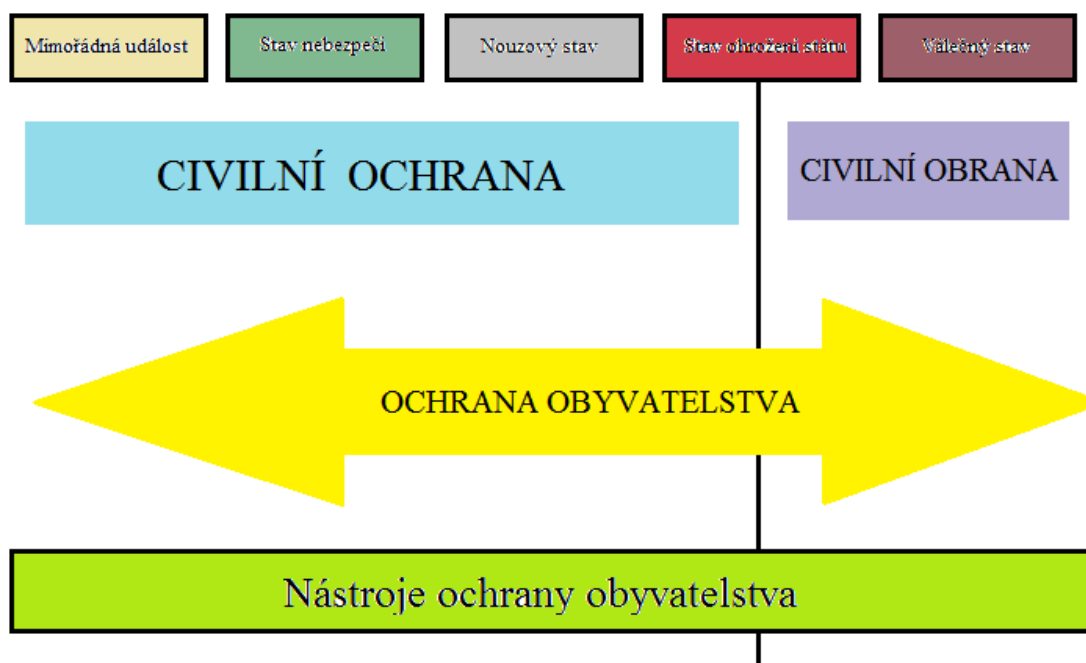 Mimořádná událost
Stav nebezpečí
Nouzový stav
Stav ohrožení státu
Válečný stav
CIVILNÍ OCHRANA
CIVILNÍ OBRANA
OCHRANA OBYVATELSTVA
Nástroje ochrany obyvatelstva